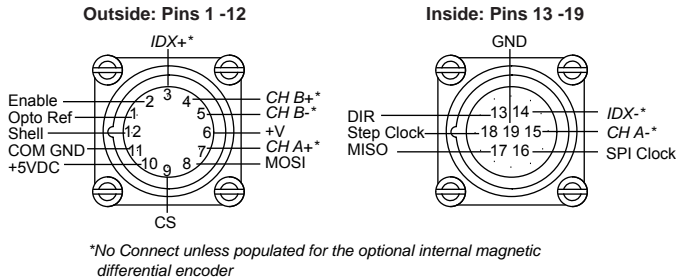 Outside: Pins 1 -12
IDX+*
Enable
Opto Ref
Shell
COM GND
+5VDC
2
3
4
1
5
12
6
11
7
10
9
8
CH B+*
CH B-*
+V
CH A+*
MOSI
CS
Inside: Pins 13 -19
GND
DIR
Step Clock
MISO
13 14
18 19 15
17 16
IDX-*
CH A-*
SPI Clock
*No Connect unless populated for the optional internal magnetic
differential encoder